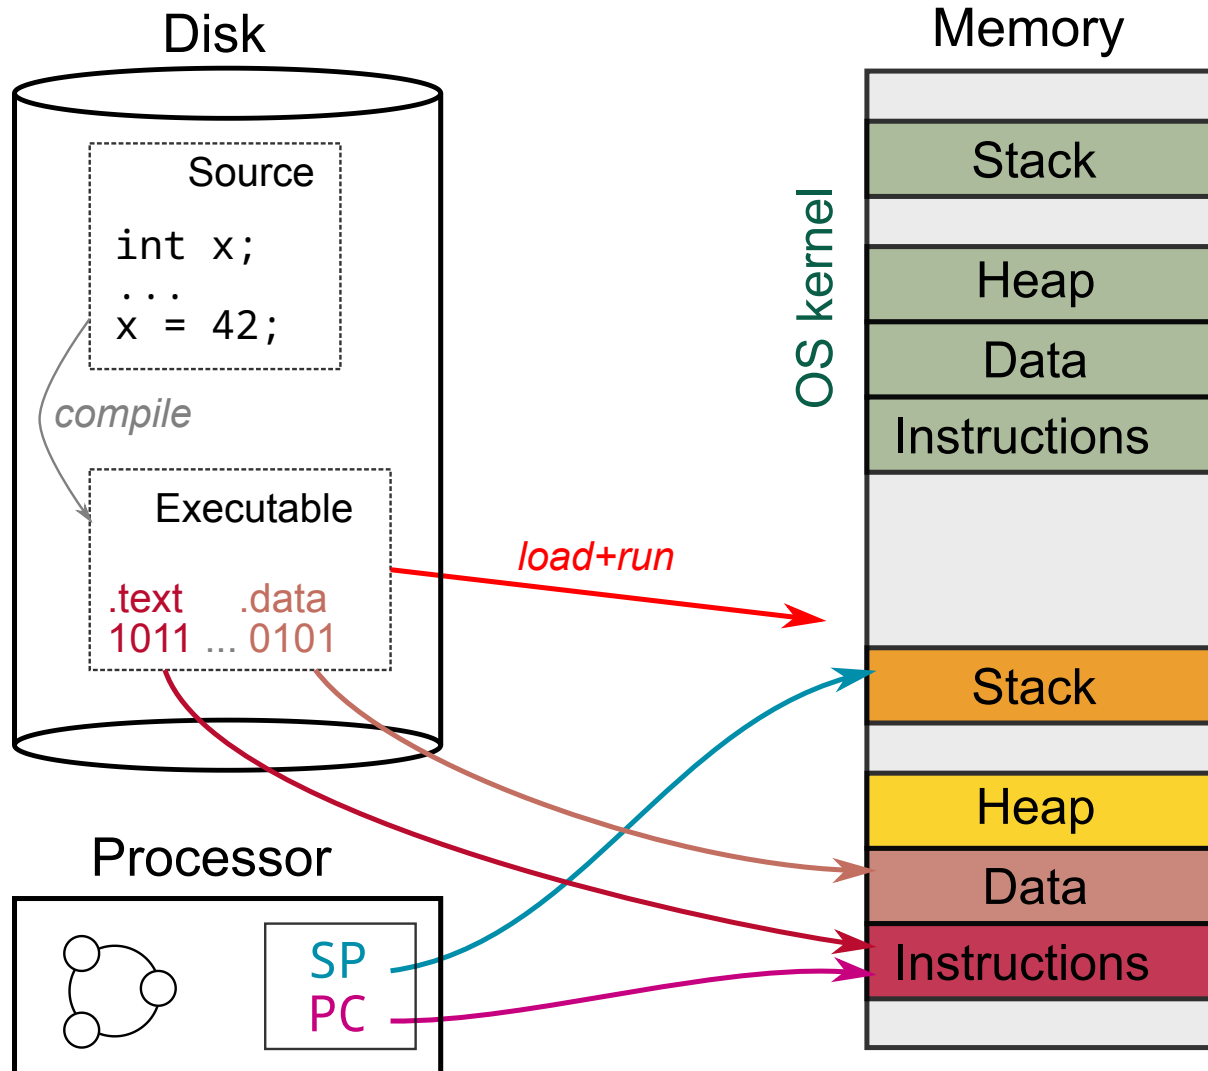 Disk
Source
int x;
...
x = 42;
compile
Executable
.text .data
1011 ... 0101
load+run
Processor
SP
PC
Memory
OS kernel
Stack
Heap
Data
Instructions
Stack
Heap
Data
Instructions